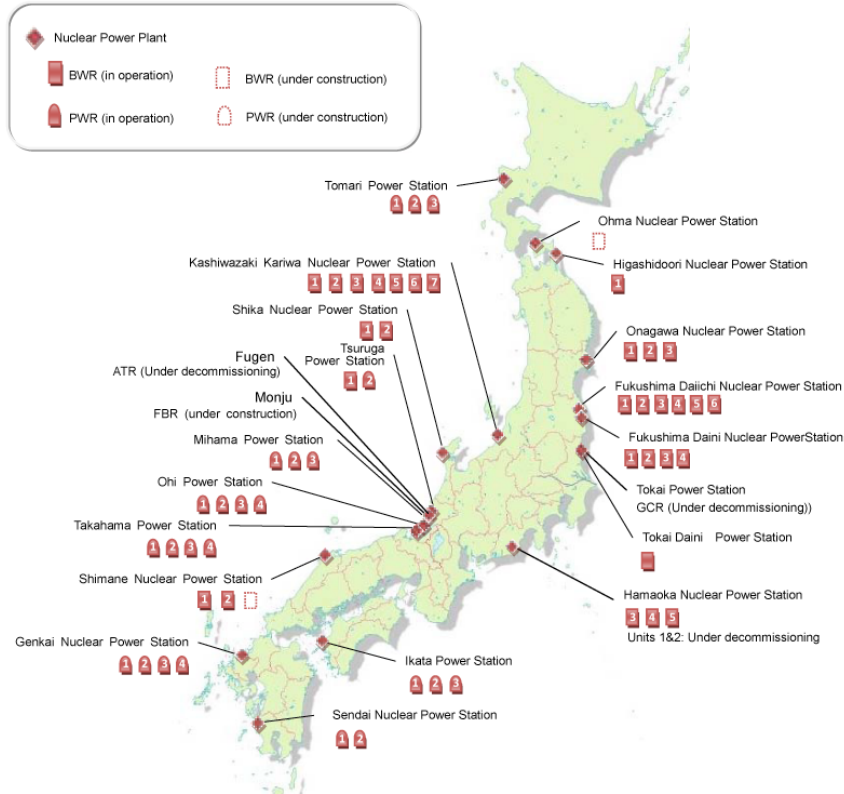 Nuclear Power Plant
BWR (in operation)
BWR (under construction)
PWR (in operation)
PWR (under construction)
Tomari Power Station
1 2 3
Ohma Nuclear Power Station
Higashidoori Nuclear Power Station
1
Kashiwazaki Kariwa Nuclear Power Station
1 2 3 4 5 6 7
Shika Nuclear Power Station
1 2
Tsuruga
Power Station
1 2
Fugen
ATR (Under decommissioning)
Monju
FBR (under construction)
Mihama Power Station
1 2 3
Ohi Power Station
1 2 3 4
Takahama Power Station
1 2 3 4
Shimane Nuclear Power Station
1 2
Genkai Nuclear Power Station
1 2 3 4
Onagawa Nuclear Power Station
1 2 3
Fukushima Daiichi Nuclear Power Station
1 2 3 4 5 6
Fukushima Daini Nuclear PowerStation
1 2 3 4
Tokai Power Station
GCR (Under decommissioning))
Tokai Daini Power Station
Hamaoka Nuclear Power Station
3 4 5
Units 1&2: Under decommissioning
Ikata Power Station
1 2 3
Sendai Nuclear Power Station
1 2